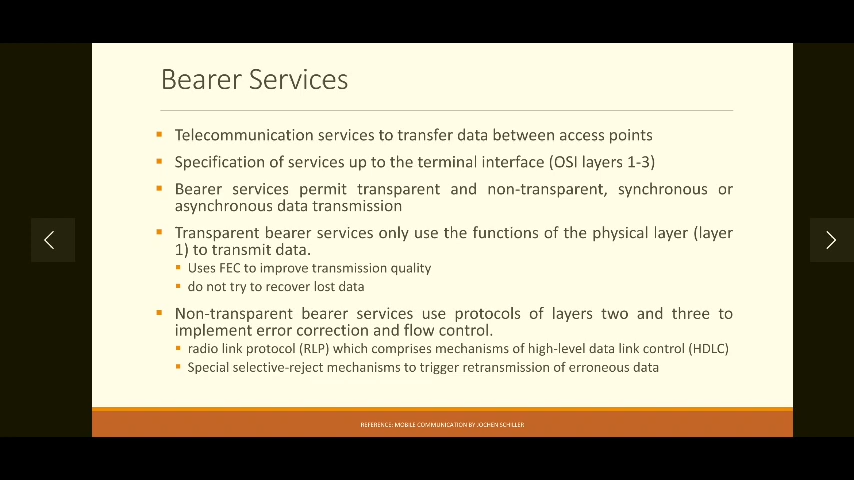 Bearer Services
Telecommunication services to transfer data between access points
Specification of services up to the terminal interface (OSI layers 1-3)
Bearer services permit transparent and non-transparent, synchronous or
asynchronous data transmission
Transparent bearer services only use the functions of the physical layer (layer
1) to transmit data.
Uses FEC to improve transmission quality
do not try to recover lost data
Non-transparent bearer services use protocols of layers two and three to
implement error correction and flow control.
radio link protocol (RLP) which comprises mechanisms of high-level data link control (HDLC)
Special selective-reject mechanisms to trigger retransmission of erroneous data
REFERENCE: MOBILE COMMUNICATION BY JOCHEN SCHILLER